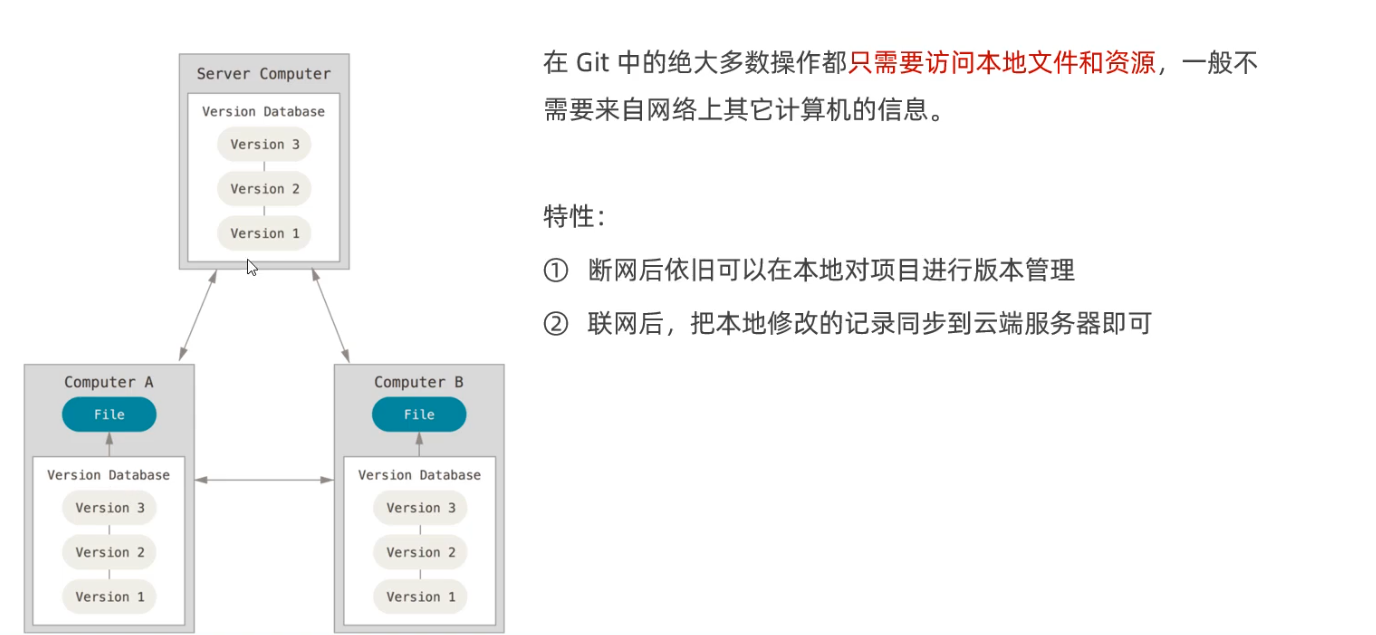 Server Computer
Version Database
Version 3
Version 2
Version 1
Computer A
File
Version Database
Version 3
Version 2
Version 1
Computer B
File
Version Database
Version 3
Version 2
Version 1
在 Git 中的绝大多数操作都只需要访问本地文件和资源，一般不
需要来自网络上其它计算机的信息。
特性：
① 断网后依旧可以在本地对项目进行版本管理
② 联网后，把本地修改的记录同步到云端服务器即可